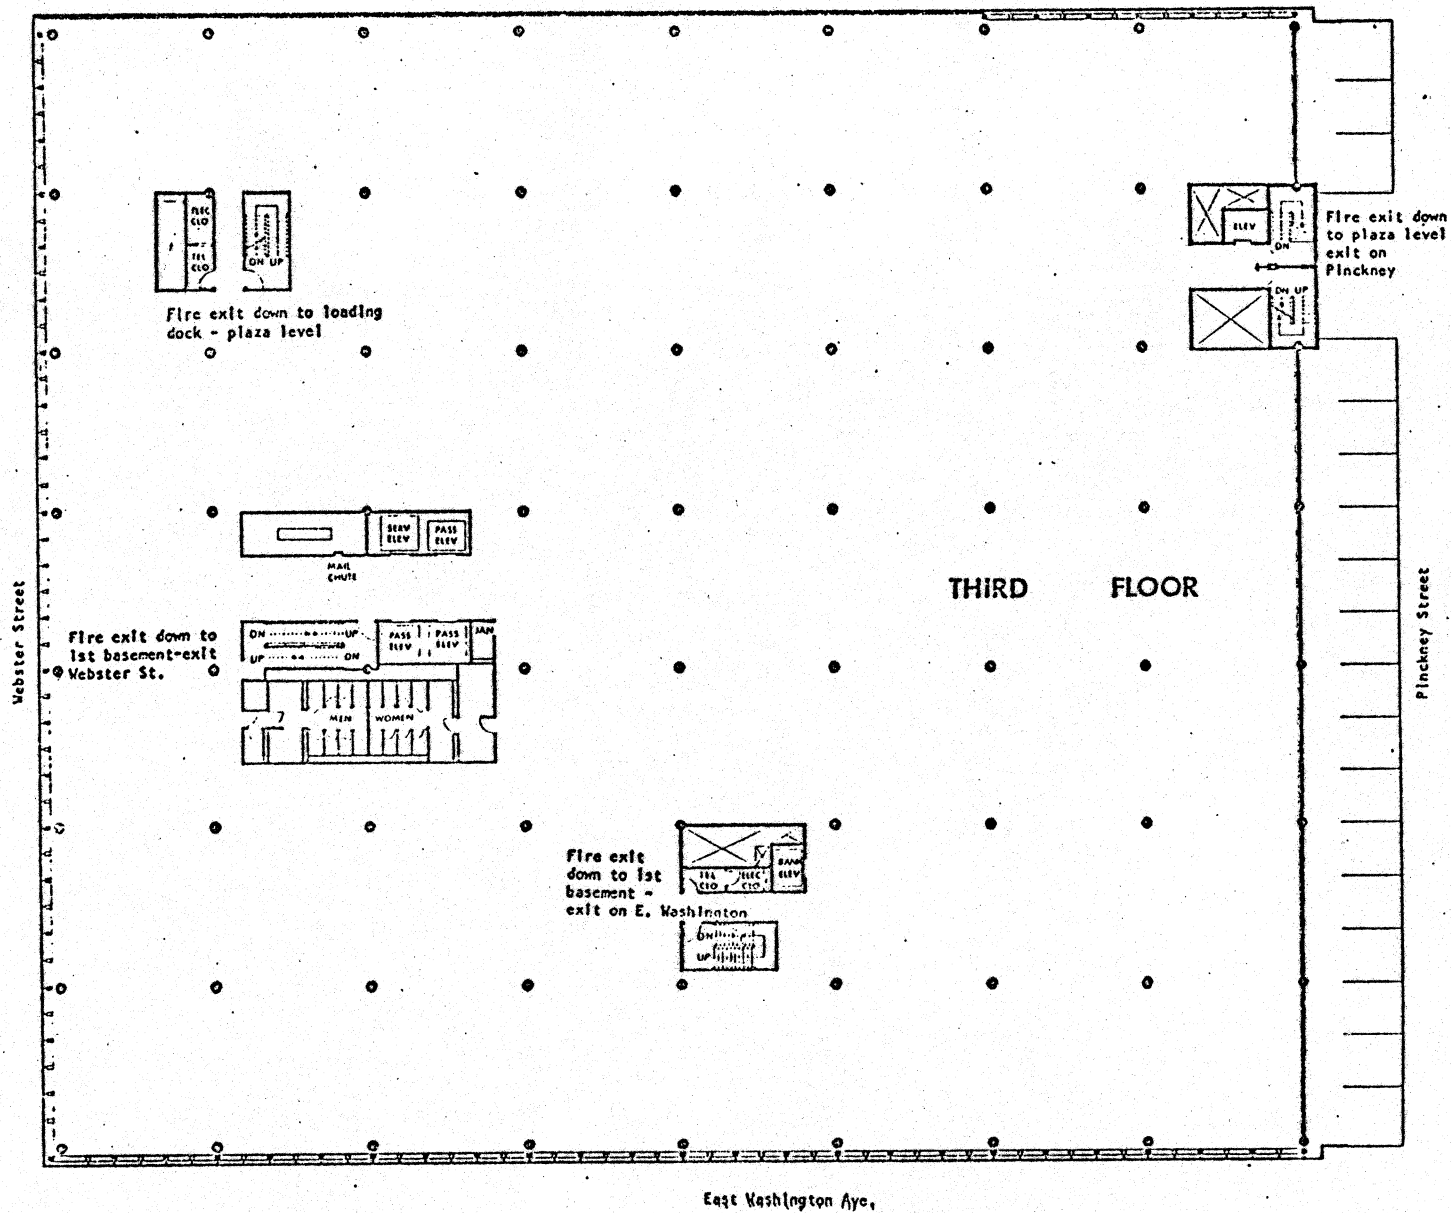 ELEC
CLO
TEL
CLO
DN UP
Fire exit down to loading
dock - plaza level
ELEV
DN
Fire exit down
to plaza level
exit on
Pinckney
DN UP
SERV
ELEV
PASS
ELEV
MAIL
CHUTE
THIRD FLOOR
Webster Street
Pinckney Street
Fire exit down to
1st basement-exit
Webster St.
DN UP
UP DN
PASS
ELEV
PASS
ELEV
JAN
MEN WOMEN
Fire exit
down to 1st
basement -
exit on E. Washington
TEL
CLO
ELEC
CLO
BANK
ELEV
DN
UP
East Washington Ave.